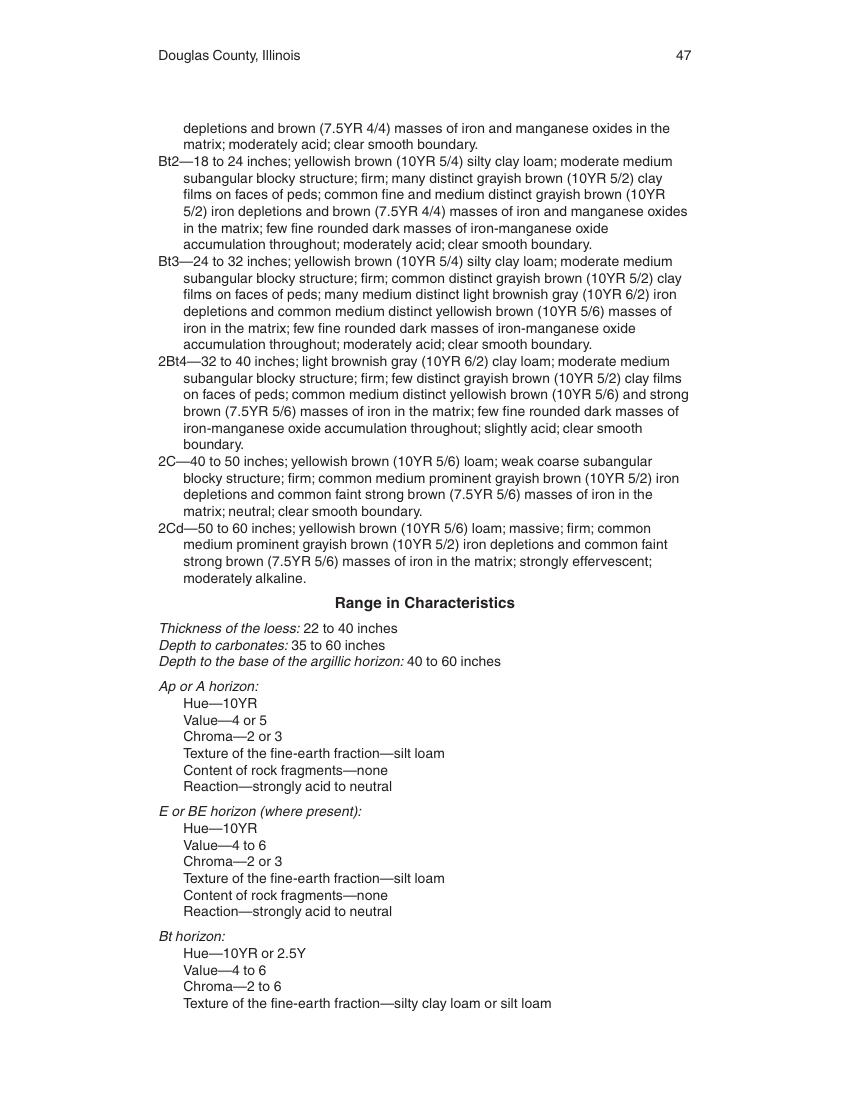 Douglas County, Illinois 47
depletions and brown (7.5YR 4/4) masses of iron and manganese oxides in the
matrix; moderately acid; clear smooth boundary.
Bt2—18 to 24 inches; yellowish brown (10YR 5/4) silty clay loam; moderate medium
subangular blocky structure; firm; many distinct grayish brown (10YR 5/2) clay
films on faces of peds; common fine and medium distinct grayish brown (10YR
5/2) iron depletions and brown (7.5YR 4/4) masses of iron and manganese oxides
in the matrix; few fine rounded dark masses of iron-manganese oxide
accumulation throughout; moderately acid; clear smooth boundary.
Bt3—24 to 32 inches; yellowish brown (10YR 5/4) silty clay loam; moderate medium
subangular blocky structure; firm; common distinct grayish brown (10YR 5/2) clay
films on faces of peds; many medium distinct light brownish gray (10YR 6/2) iron
depletions and common medium distinct yellowish brown (10YR 5/6) masses of
iron in the matrix; few fine rounded dark masses of iron-manganese oxide
accumulation throughout; moderately acid; clear smooth boundary.
2Bt4—32 to 40 inches; light brownish gray (10YR 6/2) clay loam; moderate medium
subangular blocky structure; firm; few distinct grayish brown (10YR 5/2) clay films
on faces of peds; common medium distinct yellowish brown (10YR 5/6) and strong
brown (7.5YR 5/6) masses of iron in the matrix; few fine rounded dark masses of
iron-manganese oxide accumulation throughout; slightly acid; clear smooth
boundary.
2C—40 to 50 inches; yellowish brown (10YR 5/6) loam; weak coarse subangular
blocky structure; firm; common medium prominent grayish brown (10YR 5/2) iron
depletions and common faint strong brown (7.5YR 5/6) masses of iron in the
matrix; neutral; clear smooth boundary.
2Cd—50 to 60 inches; yellowish brown (10YR 5/6) loam; massive; firm; common
medium prominent grayish brown (10YR 5/2) iron depletions and common faint
strong brown (7.5YR 5/6) masses of iron in the matrix; strongly effervescent;
moderately alkaline.
Range in Characteristics
Thickness of the loess: 22 to 40 inches
Depth to carbonates: 35 to 60 inches
Depth to the base of the argillic horizon: 40 to 60 inches
Ap or A horizon:
Hue—10YR
Value—4 or 5
Chroma—2 or 3
Texture of the fine-earth fraction—silt loam
Content of rock fragments—none
Reaction—strongly acid to neutral
E or BE horizon (where present):
Hue—10YR
Value—4 to 6
Chroma—2 or 3
Texture of the fine-earth fraction—silt loam
Content of rock fragments—none
Reaction—strongly acid to neutral
Bt horizon:
Hue—10YR or 2.5Y
Value—4 to 6
Chroma—2 to 6
Texture of the fine-earth fraction—silty clay loam or silt loam